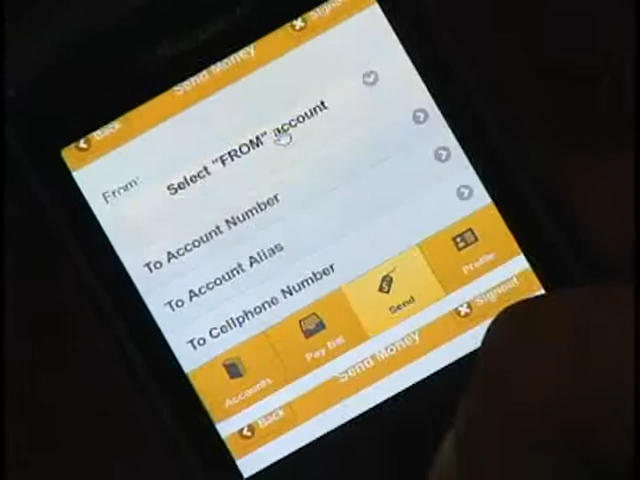 Signout
Send Money
Back
From:
Select "FROM" account
To Account Number
To Account Alias
To Cellphone Number
Accounts
Pay Bill
Send
Profile
Signout
Send Money
Back